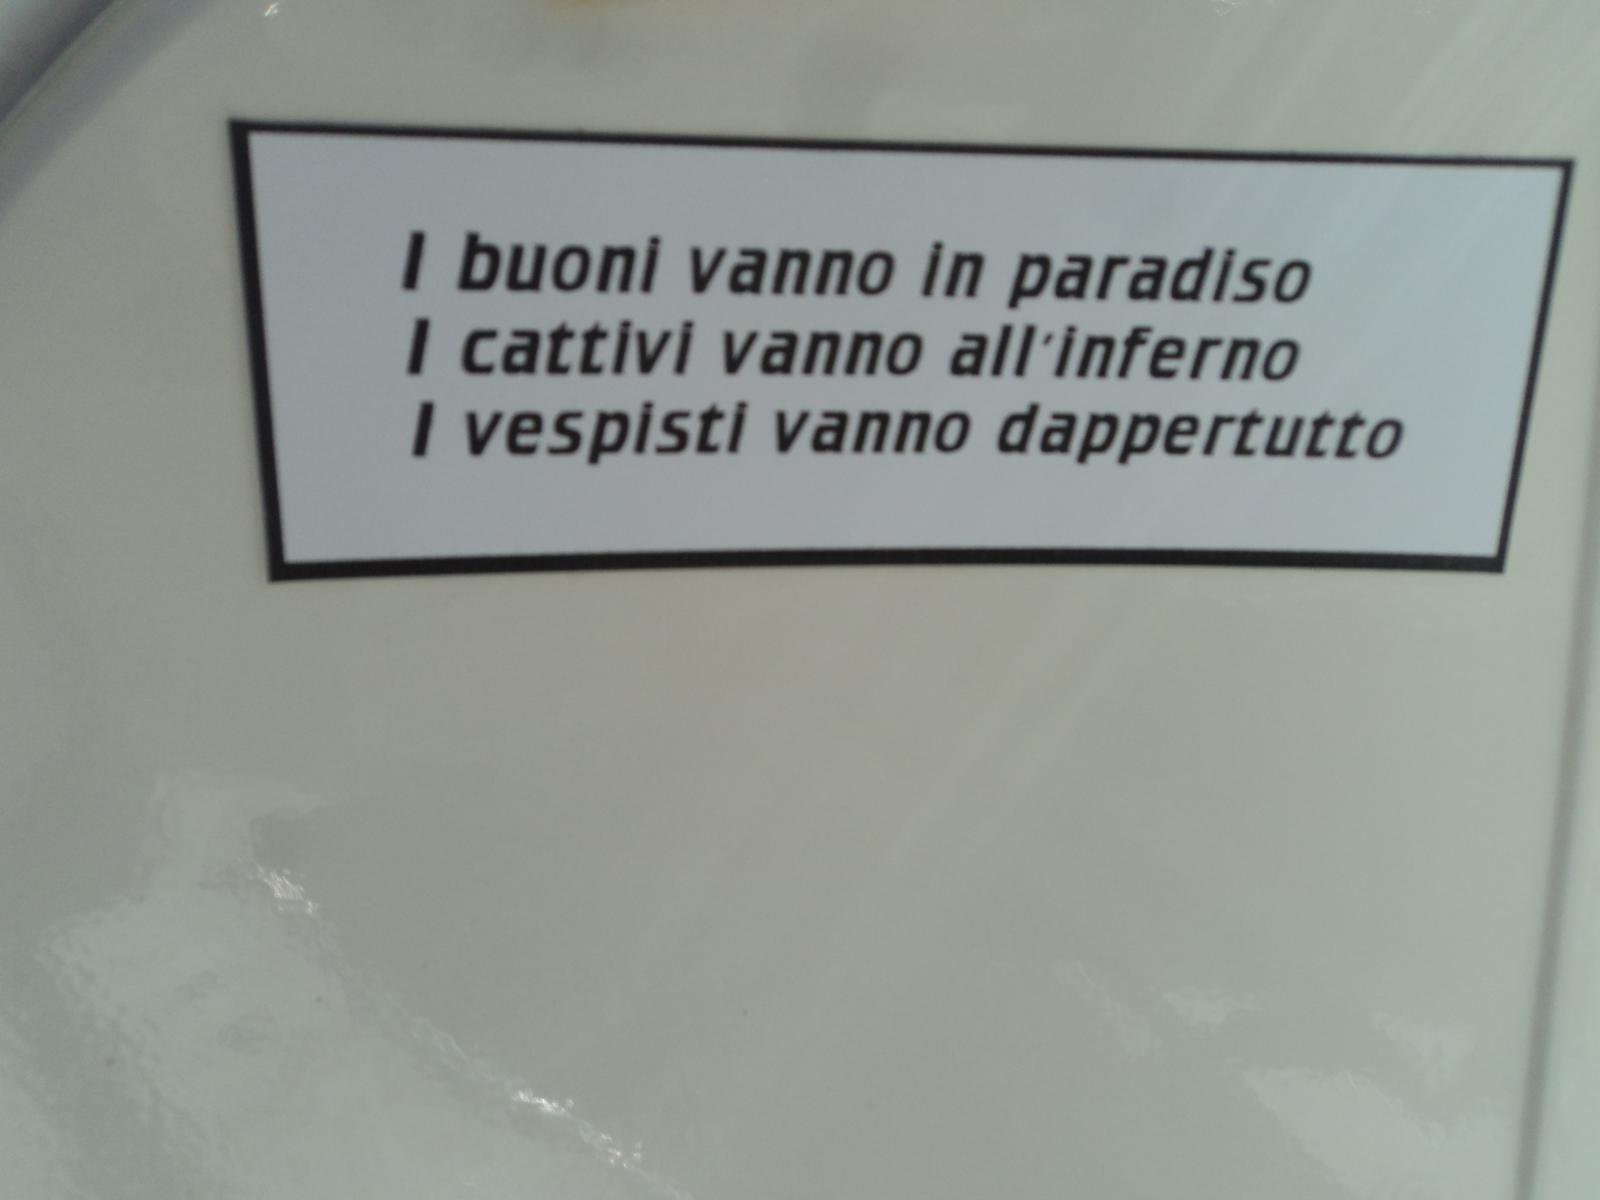 I buoni vanno in paradiso
I cattivi vanno all'inferno
I vespisti vanno dappertutto